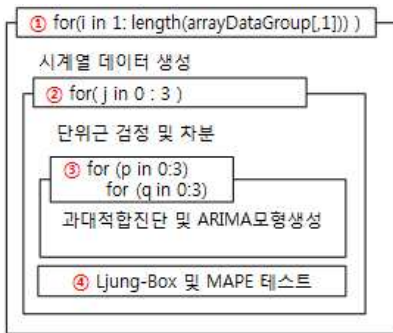 ① for(i in 1: length(arrayDataGroup[,1])) )
시계열 데이터 생성
② for( j in 0 : 3 )
단위근 검정 및 차분
③ for (p in 0:3)
for (q in 0:3)
과대적합진단 및 ARIMA모형생성
④ Ljung-Box 및 MAPE 테스트